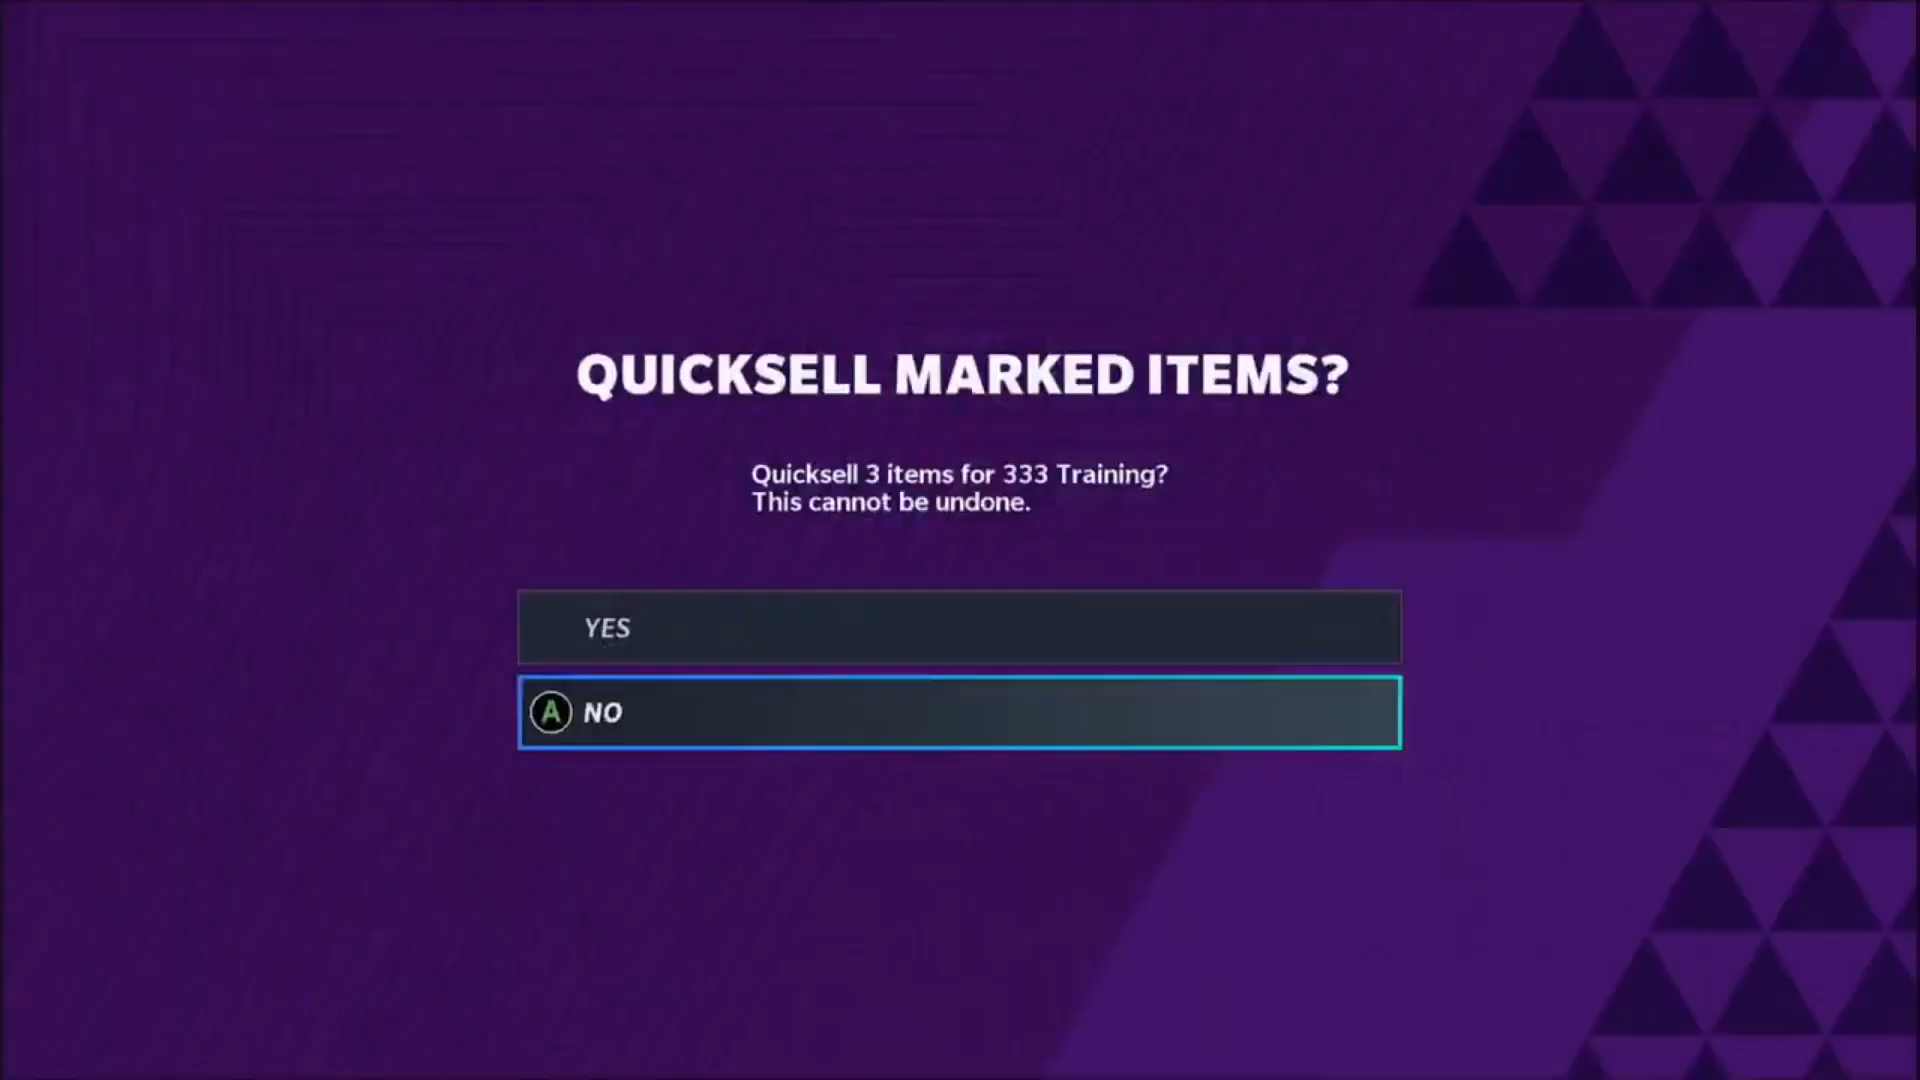 QUICKSELL MARKED ITEMS?
Quicksell 3 items for 333 Training?
This cannot be undone.
YES
A NO